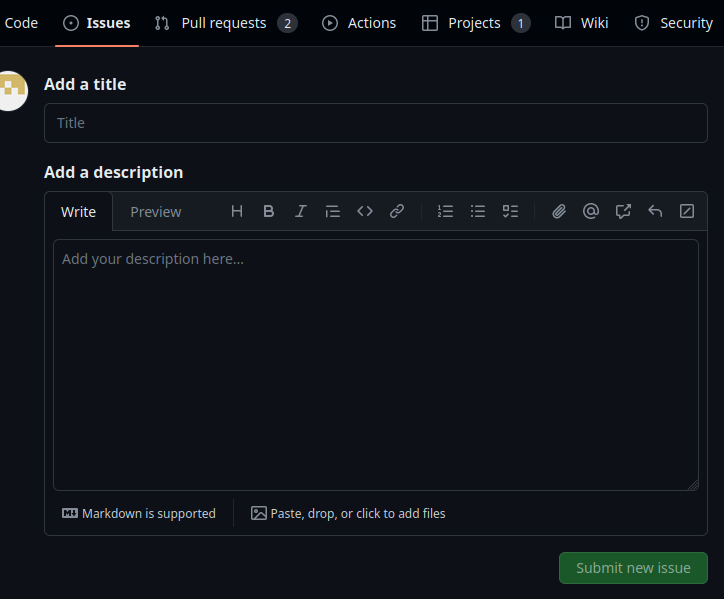 Code Issues Pull requests 2 Actions Projects 1 Wiki Security
Add a title
Title
Add a description
Write Preview
Add your description here...
Markdown is supported Paste, drop, or click to add files
Submit new issue